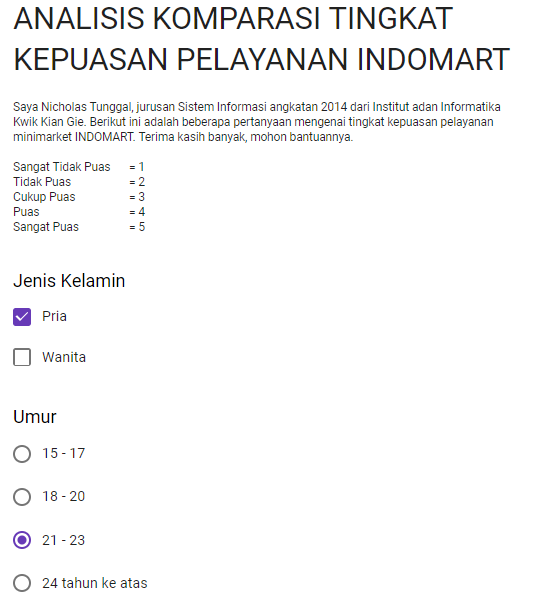 ANALISIS KOMPARASI TINGKAT
KEPUASAN PELAYANAN INDOMART
Saya Nicholas Tunggal, jurusan Sistem Informasi angkatan 2014 dari Institut adan Informatika
Kwik Kian Gie. Berikut ini adalah beberapa pertanyaan mengenai tingkat kepuasan pelayanan
minimarket INDOMART. Terima kasih banyak, mohon bantuannya.
Sangat Tidak Puas = 1
Tidak Puas = 2
Cukup Puas = 3
Puas = 4
Sangat Puas = 5
Jenis Kelamin
Pria
Wanita
Umur
15 - 17
18 - 20
21 - 23
24 tahun ke atas